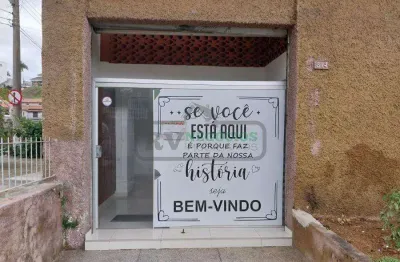 se você
ESTÁ AQUI
É PORQUE FAZ
PARTE DA NOSSA
história
seja
BEM-VINDO